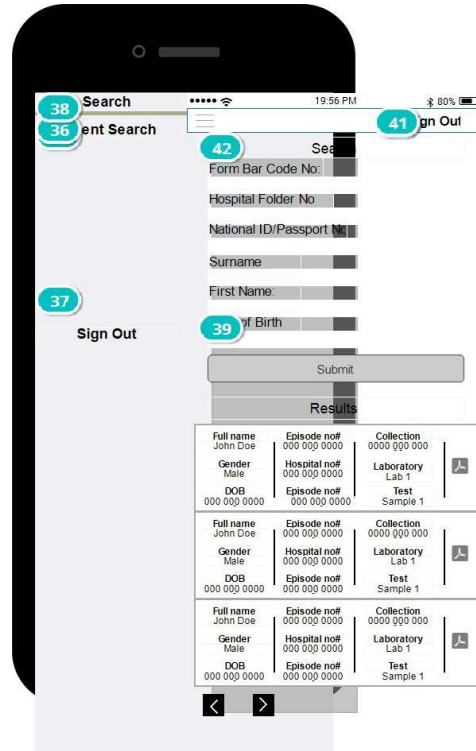 19:56 PM
80%
38
Search
36
ent Search
41
gn Out
42
Sea
Form Bar Code No:
Hospital Folder No
National ID/Passport No
Surname
First Name:
39
of Birth
37
Sign Out
Submit
Results
Full name Episode no# Collection
John Doe 000 000 0000 0000 000 000
Gender Hospital no# Laboratory
Male 000 000 0000 Lab 1
DOB Episode no# Test
000 000 0000 000 000 0000 Sample 1
Full name Episode no# Collection
John Doe 000 000 0000 0000 000 000
Gender Hospital no# Laboratory
Male 000 000 0000 Lab 1
DOB Episode no# Test
000 000 0000 000 000 0000 Sample 1
Full name Episode no# Collection
John Doe 000 000 0000 0000 000 000
Gender Hospital no# Laboratory
Male 000 000 0000 Lab 1
DOB Episode no# Test
000 000 0000 000 000 0000 Sample 1